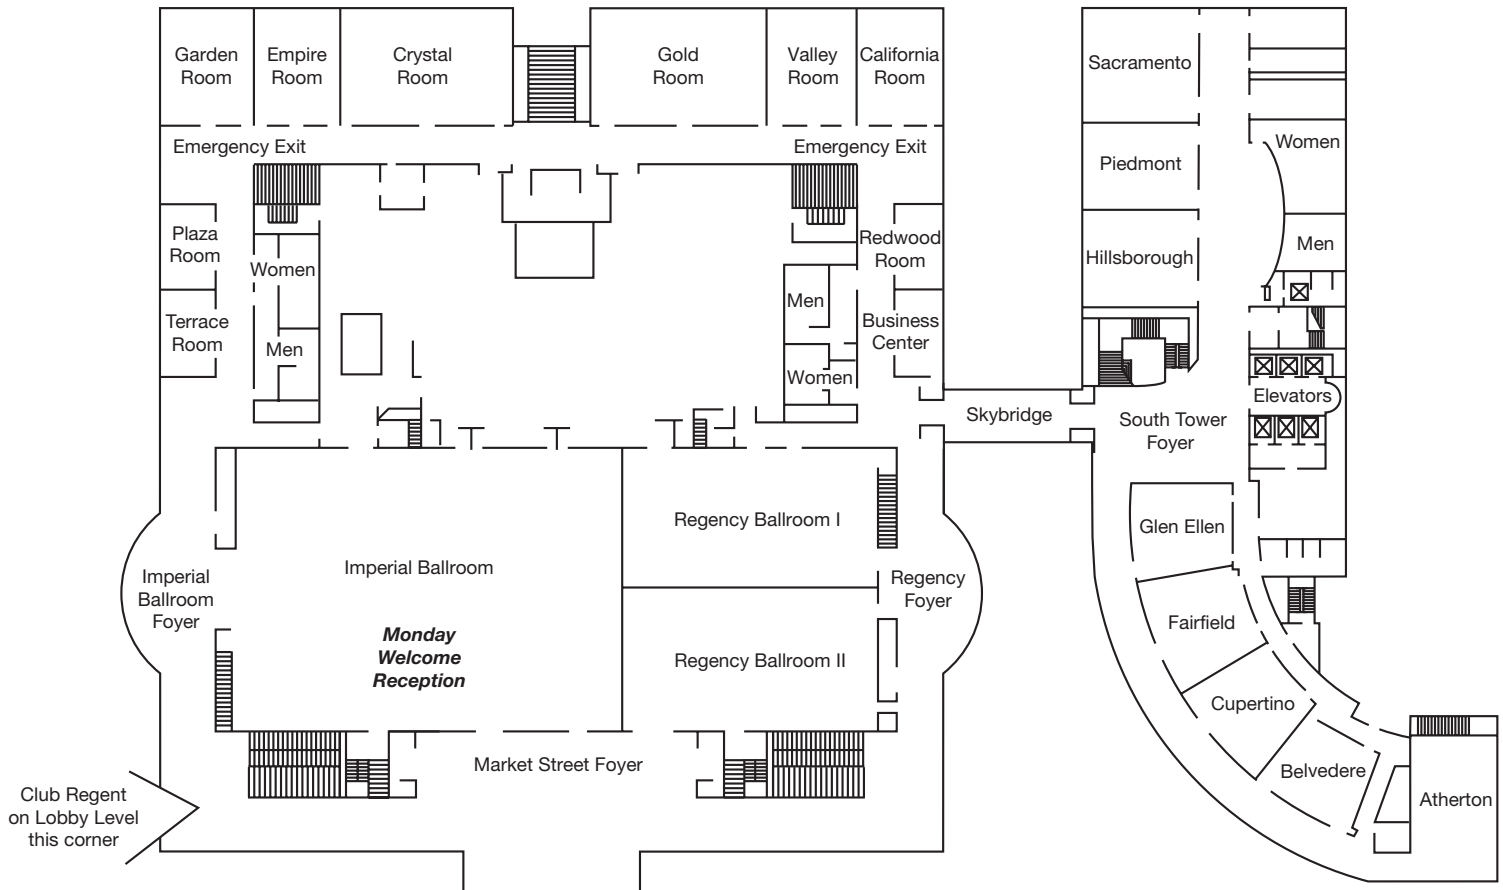 Garden
Room
Empire
Room
Crystal
Room
Gold
Room
Valley
Room
California
Room
Emergency Exit
Emergency Exit
Plaza
Room
Women
Terrace
Room
Men
Redwood
Room
Men
Business
Center
Women
Skybridge
Sacramento
Piedmont
Hillsborough
Women
Men
Elevators
South Tower
Foyer
Imperial
Ballroom
Foyer
Imperial Ballroom
Monday
Welcome
Reception
Regency Ballroom I
Regency Ballroom II
Regency
Foyer
Market Street Foyer
Club Regent
on Lobby Level
this corner
Glen Ellen
Fairfield
Cupertino
Belvedere
Atherton